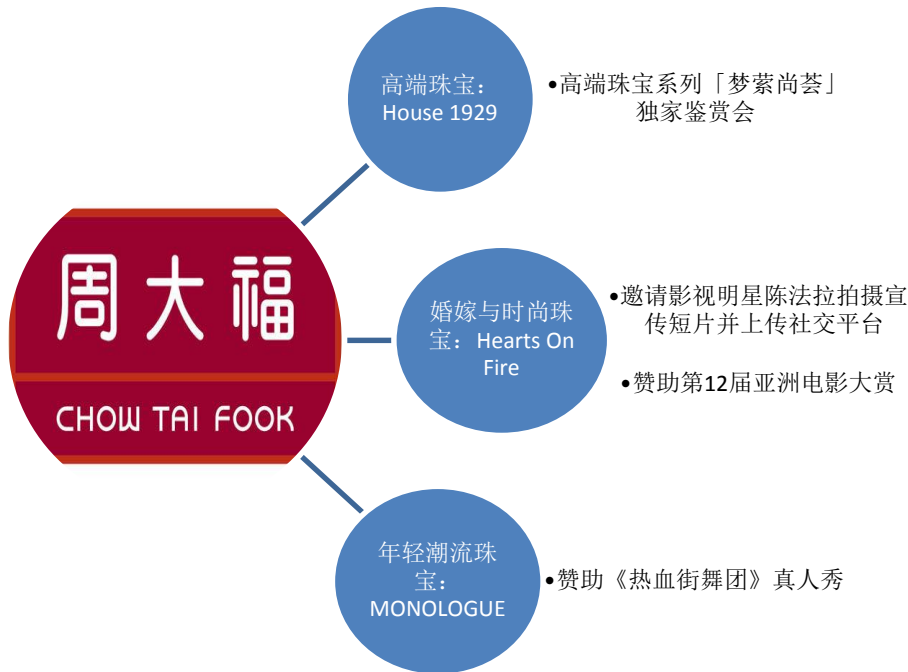 高端珠宝：
House 1929
•高端珠宝系列「梦萦尚荟」
独家鉴赏会
周大福
CHOW TAI FOOK
婚嫁与时尚珠
宝：Hearts On
Fire
•邀请影视明星陈法拉拍摄宣
传短片并上传社交平台
•赞助第12届亚洲电影大赏
年轻潮流珠
宝：
MONOLOGUE
•赞助《热血街舞团》真人秀